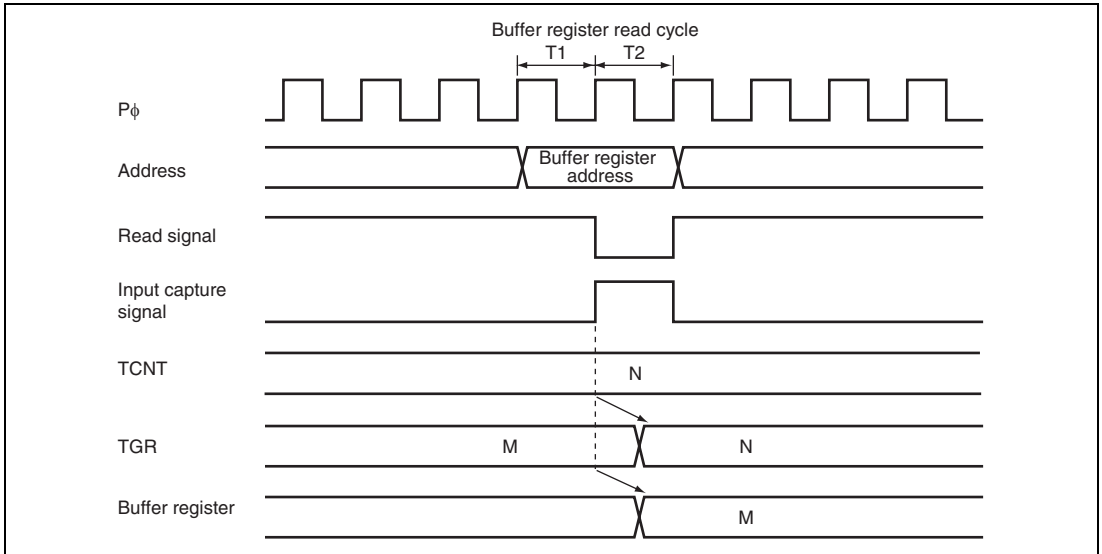 Buffer register read cycle
T1 T2
Pϕ
Buffer register
address
Address
Read signal
Input capture
signal
TCNT
N
TGR
M N
Buffer register
M